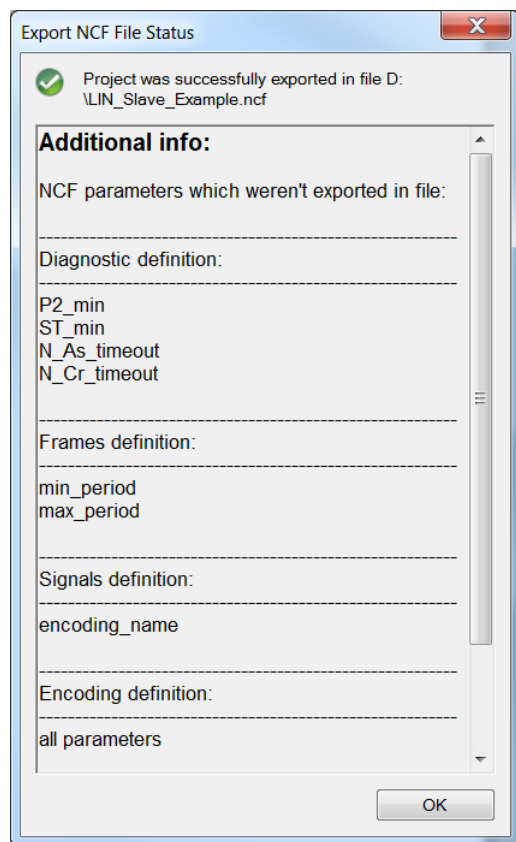 Export NCF File Status
Project was successfully exported in file D:
\LIN_Slave_Example.ncf
Additional info:
NCF parameters which weren't exported in file:
-----------------------------------------------------------
Diagnostic definition:
-----------------------------------------------------------
P2_min
ST_min
N_As_timeout
N_Cr_timeout
-----------------------------------------------------------
Frames definition:
-----------------------------------------------------------
min_period
max_period
-----------------------------------------------------------
Signals definition:
-----------------------------------------------------------
encoding_name
-----------------------------------------------------------
Encoding definition:
-----------------------------------------------------------
all parameters
OK